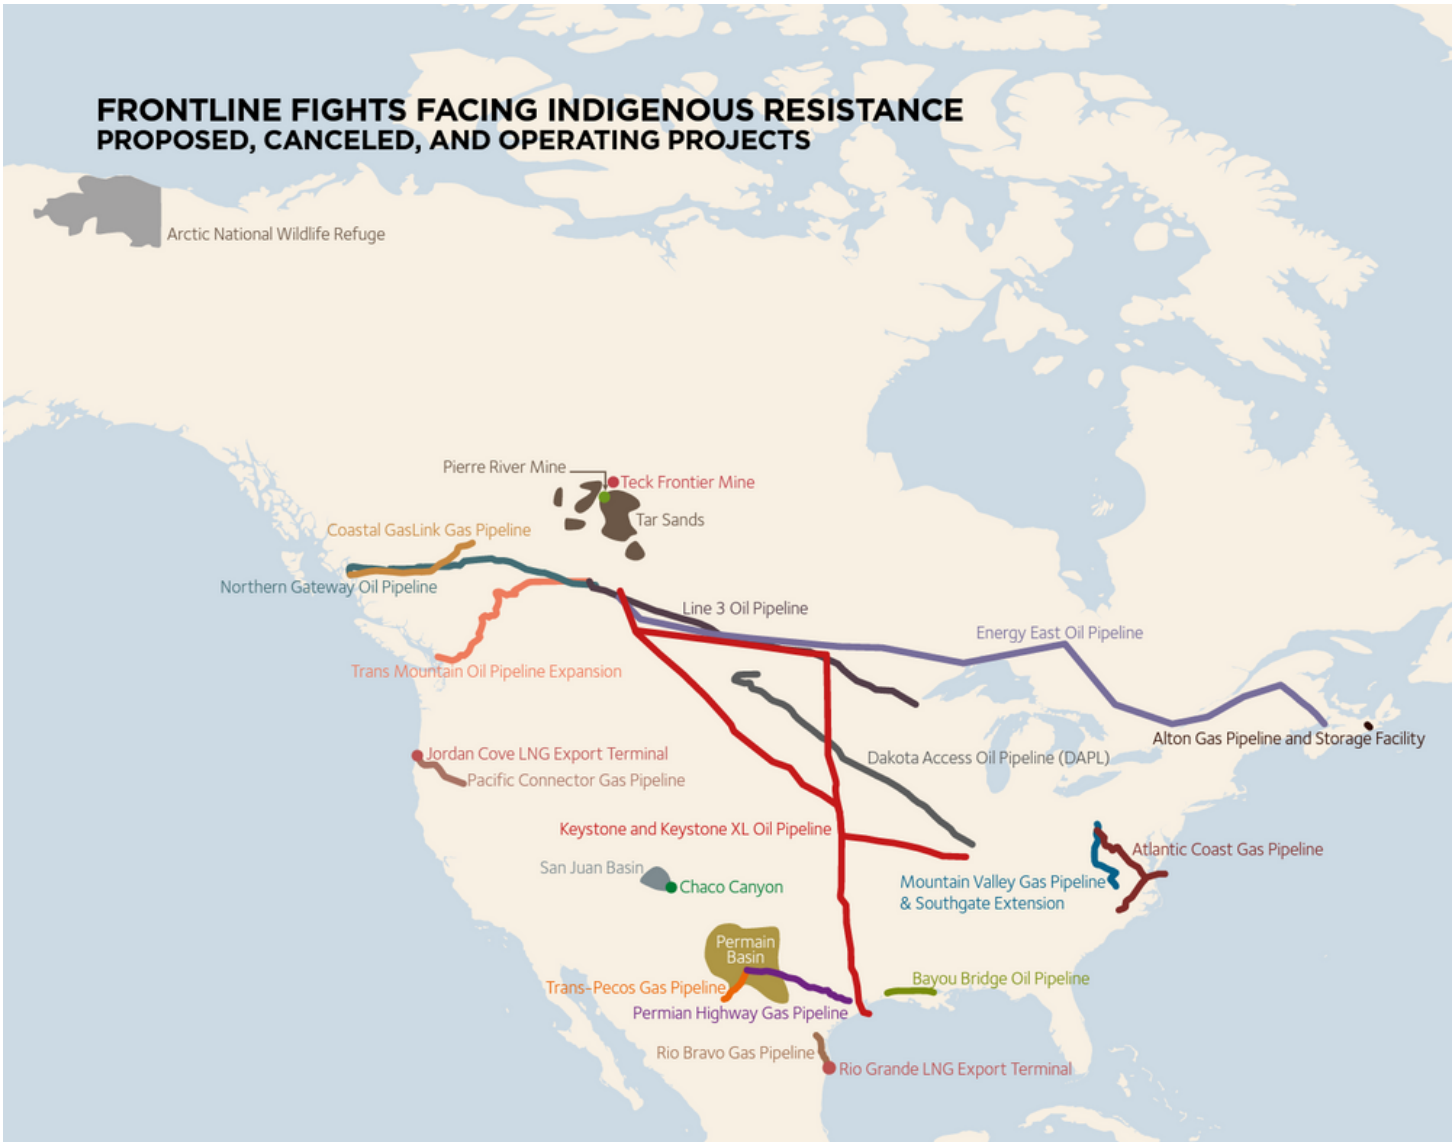 FRONTLINE FIGHTS FACING INDIGENOUS RESISTANCE
PROPOSED, CANCELED, AND OPERATING PROJECTS
Arctic National Wildlife Refuge
Pierre River Mine
Teck Frontier Mine
Tar Sands
Coastal GasLink Gas Pipeline
Northern Gateway Oil Pipeline
Line 3 Oil Pipeline
Energy East Oil Pipeline
Trans Mountain Oil Pipeline Expansion
Alton Gas Pipeline and Storage Facility
Jordan Cove LNG Export Terminal
Dakota Access Oil Pipeline (DAPL)
Pacific Connector Gas Pipeline
Keystone and Keystone XL Oil Pipeline
Atlantic Coast Gas Pipeline
San Juan Basin
Chaco Canyon
Mountain Valley Gas Pipeline
& Southgate Extension
Permain
Basin
Bayou Bridge Oil Pipeline
Trans-Pecos Gas Pipeline
Permian Highway Gas Pipeline
Rio Bravo Gas Pipeline
Rio Grande LNG Export Terminal